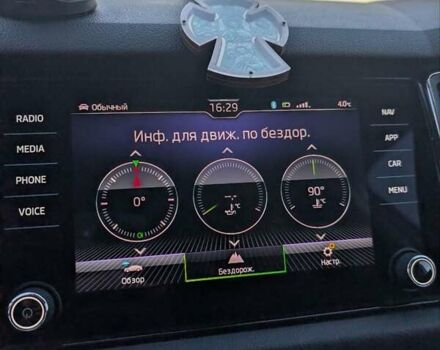 Обычный
16:29
4.0°c
Инф. для движ. по бездор.
0°
--.-
°C
90°
°C
Обзор
Бездорож.
Настр.
RADIO
MEDIA
PHONE
VOICE
NAV
APP
CAR
MENU